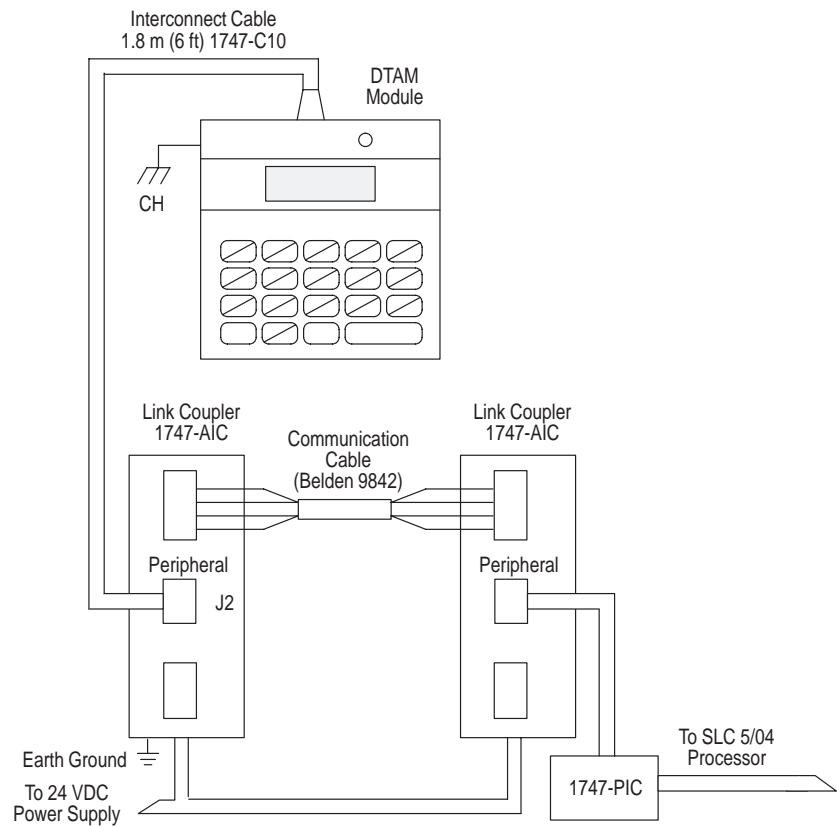 Interconnect Cable
1.8 m (6 ft) 1747-C10
DTAM
Module
CH
Link Coupler
1747-AIC
Communication
Cable
(Belden 9842)
Link Coupler
1747-AIC
Peripheral
J2
Peripheral
Earth Ground
To 24 VDC
Power Supply
1747-PIC
To SLC 5/04
Processor